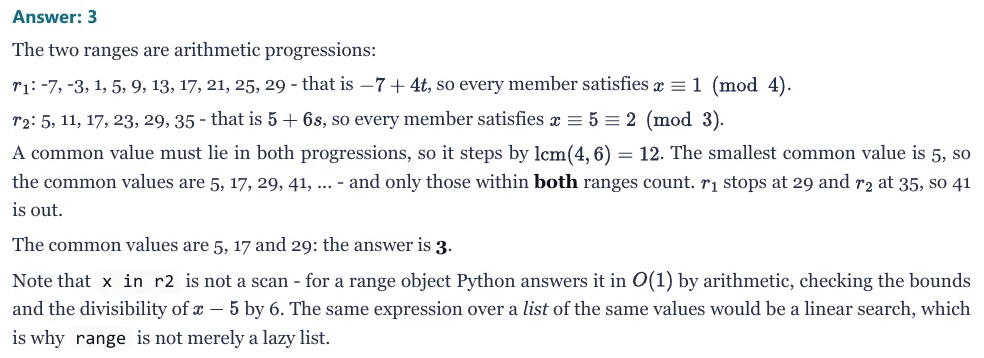 Answer: 3
The two ranges are arithmetic progressions:
r₁: -7, -3, 1, 5, 9, 13, 17, 21, 25, 29 - that is −7 + 4t, so every member satisfies x ≡ 1 (mod 4).
r₂: 5, 11, 17, 23, 29, 35 - that is 5 + 6s, so every member satisfies x ≡ 5 ≡ 2 (mod 3).
A common value must lie in both progressions, so it steps by lcm(4, 6) = 12. The smallest common value is 5, so
the common values are 5, 17, 29, 41, ... - and only those within both ranges count. r₁ stops at 29 and r₂ at 35, so 41
is out.
The common values are 5, 17 and 29: the answer is 3.
Note that x in r2 is not a scan - for a range object Python answers it in O(1) by arithmetic, checking the bounds
and the divisibility of x − 5 by 6. The same expression over a list of the same values would be a linear search, which
is why range is not merely a lazy list.